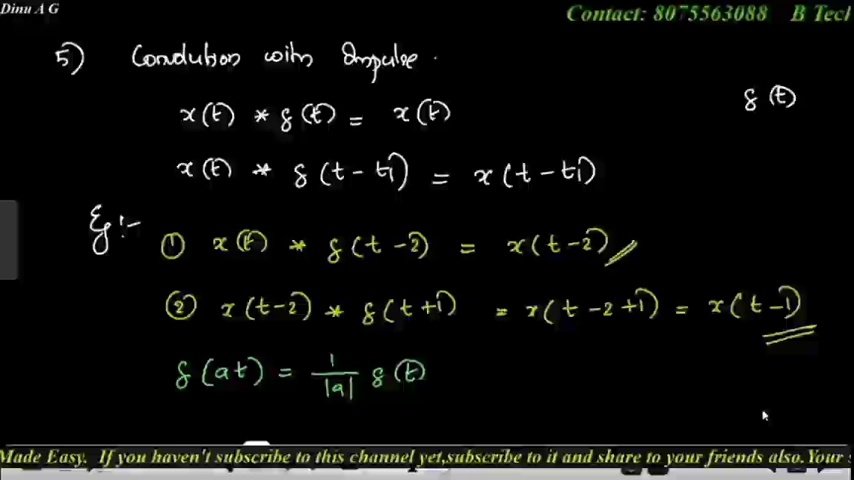 Dinu A G
Contact: 8075563088 B Tech
5) Convolution with Impulse.
x(t) * δ(t) = x(t)
δ(t)
x(t) * δ(t - t1) = x(t - t1)
Eg:-
① x(t) * δ(t-2) = x(t-2)
② x(t-2) * δ(t+1) = x(t-2+1) = x(t-1)
δ(at) = 1/|a| δ(t)
Made Easy. If you haven't subscribe to this channel yet,subscribe to it and share to your friends also.Your s